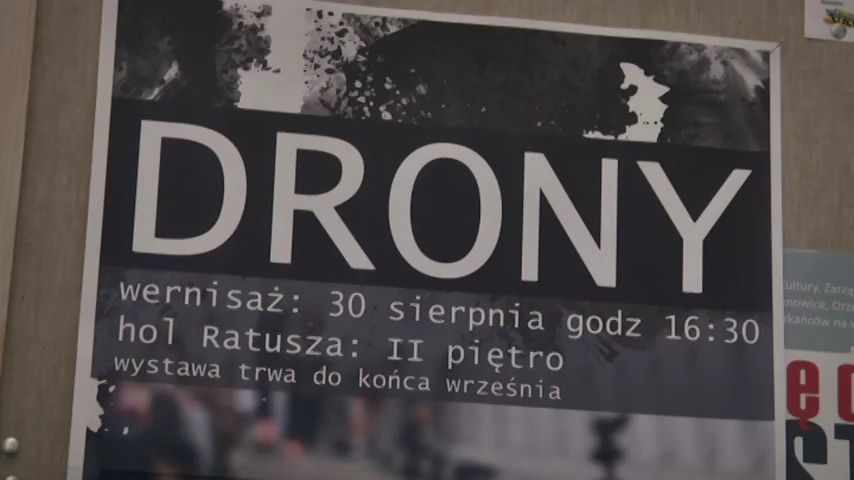 DRONY
wernisaż: 30 sierpnia godz 16:30
hol Ratusza: II piętro
wystawa trwa do końca września